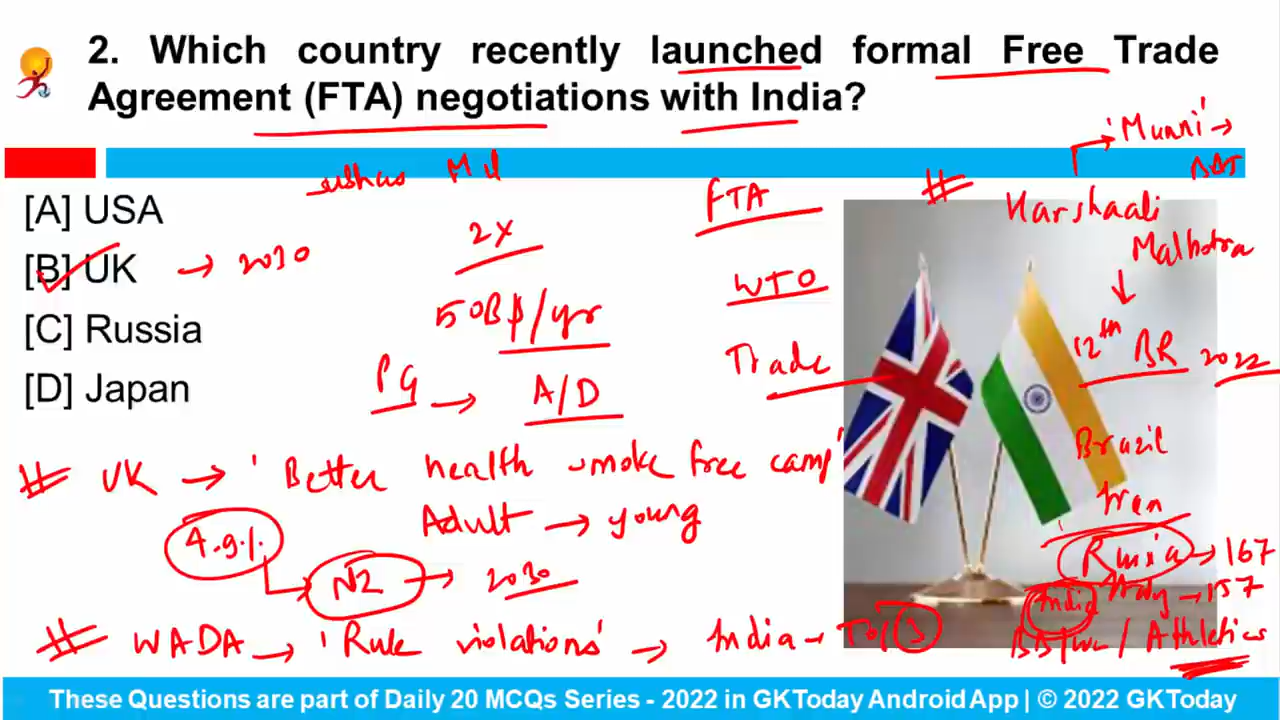 2. Which country recently launched formal Free Trade
Agreement (FTA) negotiations with India?
'Munni' →
Harshaali
Malhotra
↓
12th BR 2022
Brazil
Iran
Russia → 167
Italy → 157
India
/ Athletics
[A] USA
[B] UK → 2030
[C] Russia
[D] Japan
2x
50B$/yr
PG → A/D
FTA
WTO
Trade
# UK → 'Better health smoke free camp'
Adult → young
4.9%
NZ → 2030
# WADA → 'Rule violations' → India → Top 3
These Questions are part of Daily 20 MCQs Series - 2022 in GKToday Android App | © 2022 GKToday